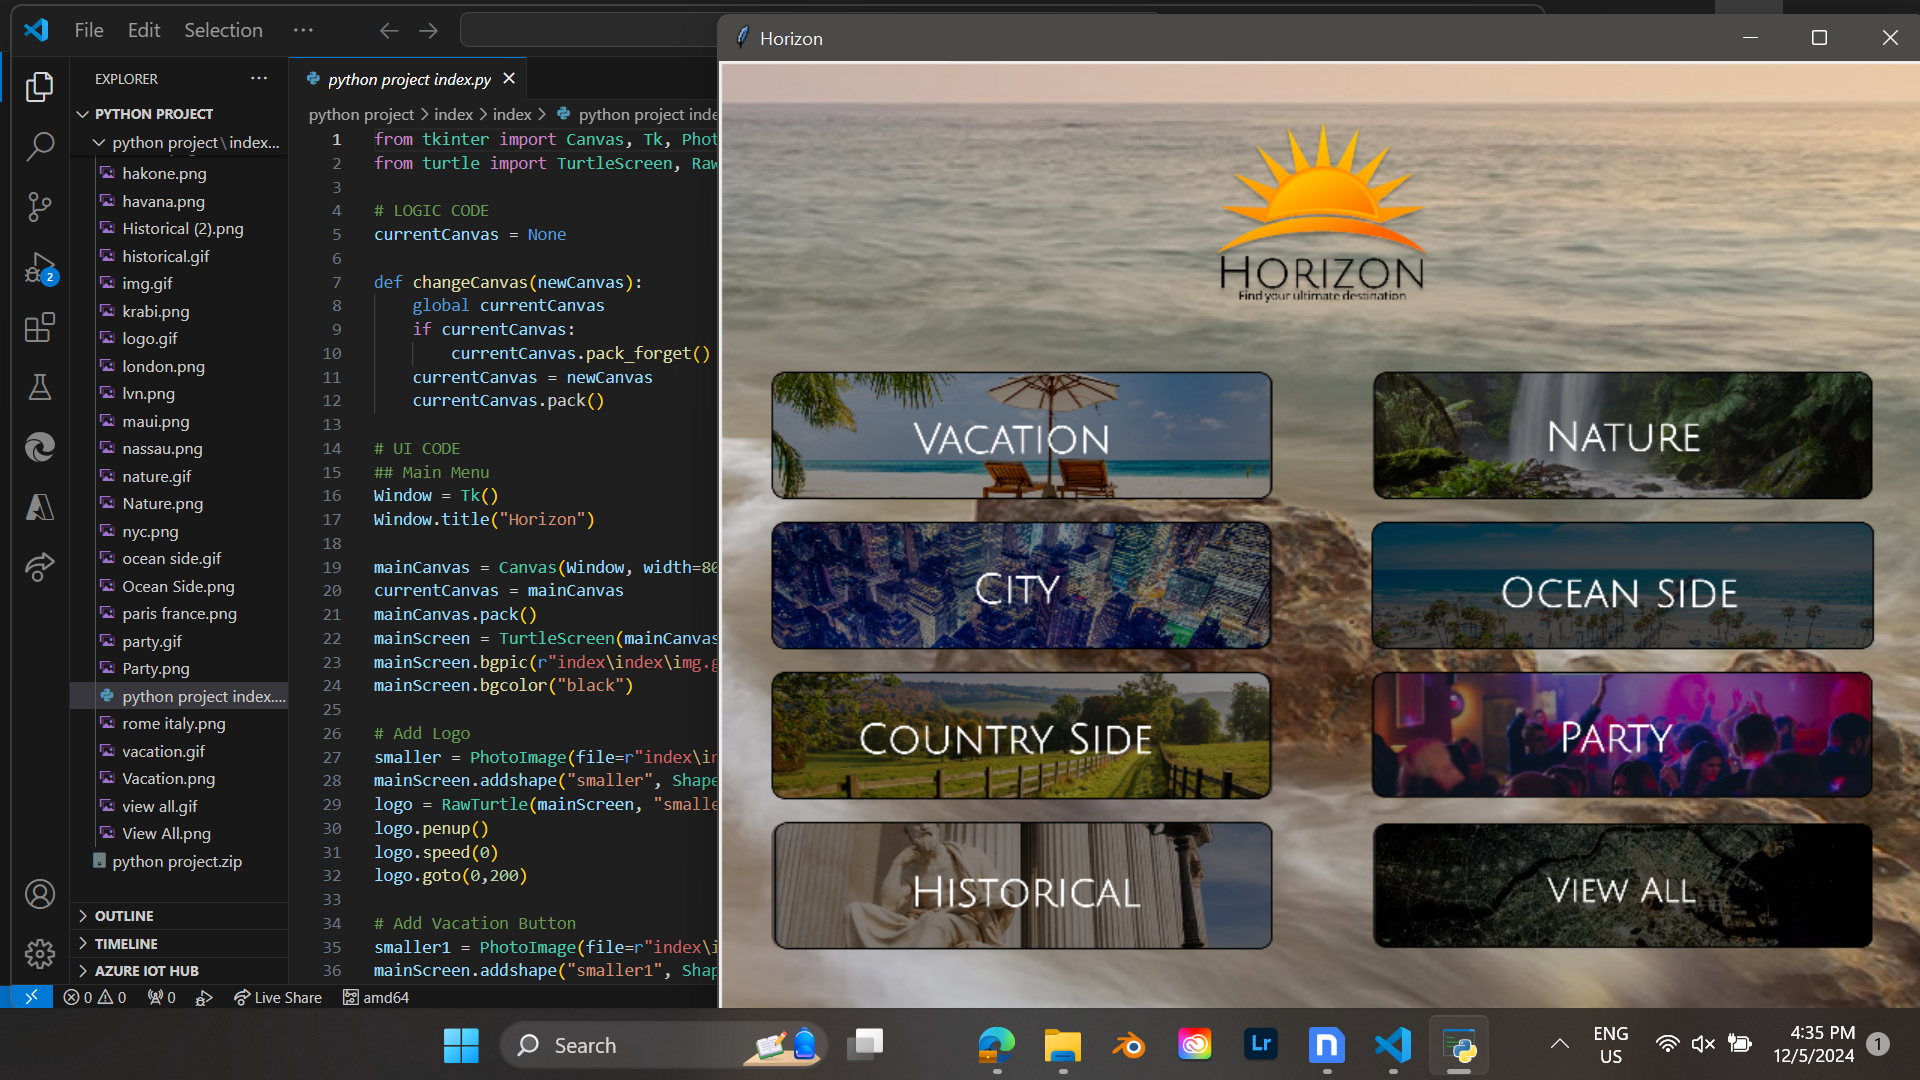 File Edit Selection ···
EXPLORER ···
PYTHON PROJECT
python project\index...
hakone.png
havana.png
Historical (2).png
historical.gif
img.gif
krabi.png
logo.gif
london.png
lvn.png
maui.png
nassau.png
nature.gif
Nature.png
nyc.png
ocean side.gif
Ocean Side.png
paris france.png
party.gif
Party.png
python project index....
rome italy.png
vacation.gif
Vacation.png
view all.gif
View All.png
python project.zip
OUTLINE
TIMELINE
AZURE IOT HUB
2
python project index.py
python project > index > index > python project inde
1 from tkinter import Canvas, Tk, Phot
2 from turtle import TurtleScreen, Raw
3
4 # LOGIC CODE
5 currentCanvas = None
6
7 def changeCanvas(newCanvas):
8 global currentCanvas
9 if currentCanvas:
10 currentCanvas.pack_forget()
11 currentCanvas = newCanvas
12 currentCanvas.pack()
13
14 # UI CODE
15 ## Main Menu
16 Window = Tk()
17 Window.title("Horizon")
18
19 mainCanvas = Canvas(Window, width=80
20 currentCanvas = mainCanvas
21 mainCanvas.pack()
22 mainScreen = TurtleScreen(mainCanvas
23 mainScreen.bgpic(r"index\index\img.g
24 mainScreen.bgcolor("black")
25
26 # Add Logo
27 smaller = PhotoImage(file=r"index\in
28 mainScreen.addshape("smaller", Shape
29 logo = RawTurtle(mainScreen, "smalle
30 logo.penup()
31 logo.speed(0)
32 logo.goto(0,200)
33
34 # Add Vacation Button
35 smaller1 = PhotoImage(file=r"index\i
36 mainScreen.addshape("smaller1", Shap
0 0 0 Live Share amd64
Horizon
HORIZON
Find your ultimate destination
VACATION
NATURE
CITY
OCEAN SIDE
COUNTRY SIDE
PARTY
HISTORICAL
VIEW ALL
Search
Lr
n
ENG
US
4:35 PM
12/5/2024
1